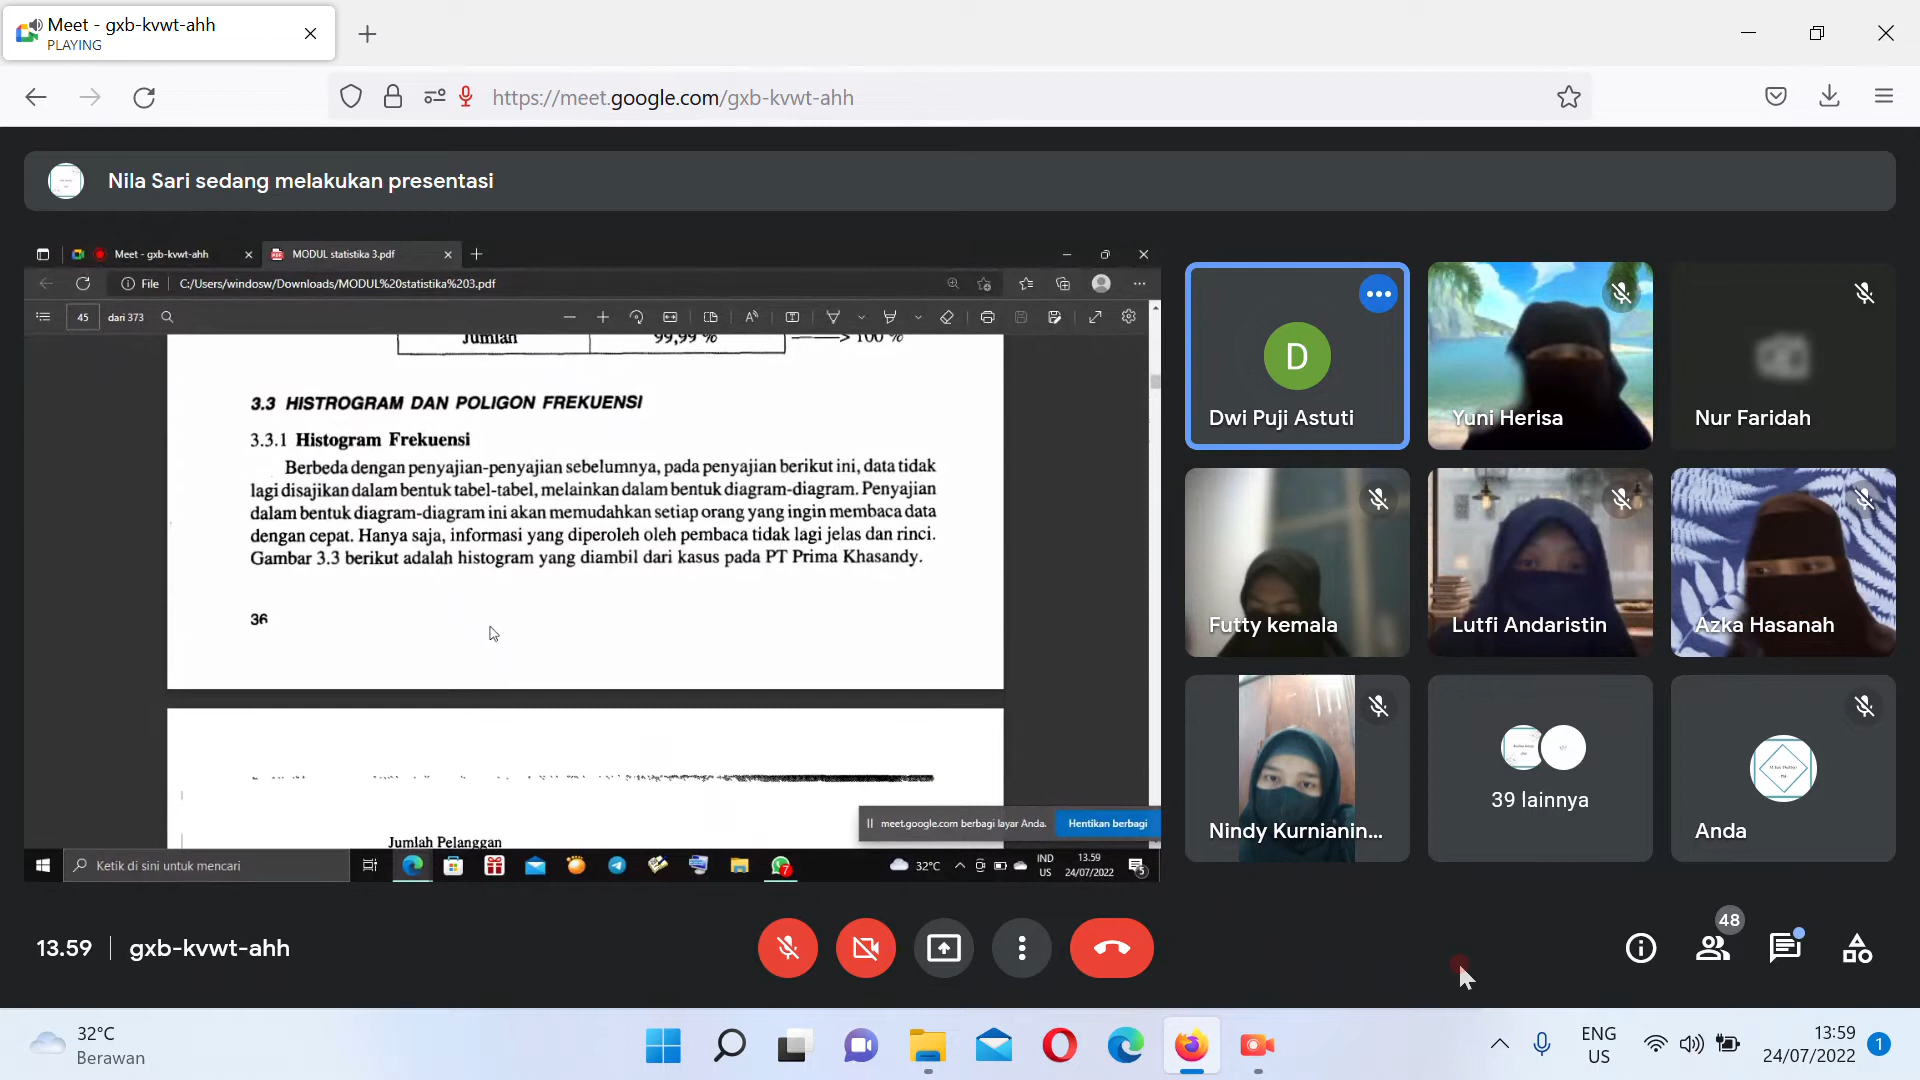 Meet - gxb-kvwt-ahh
PLAYING
https://meet.google.com/gxb-kvwt-ahh
Nila Sari sedang melakukan presentasi
Meet - gxb-kvwt-ahh
MODUL statistika 3.pdf
File
C:/Users/windosw/Downloads/MODUL%20statistika%203.pdf
45 dari 373
Jumlah 99,99 % -----> 100 %
3.3 HISTROGRAM DAN POLIGON FREKUENSI
3.3.1 Histogram Frekuensi
Berbeda dengan penyajian-penyajian sebelumnya, pada penyajian berikut ini, data tidak
lagi disajikan dalam bentuk tabel-tabel, melainkan dalam bentuk diagram-diagram. Penyajian
dalam bentuk diagram-diagram ini akan memudahkan setiap orang yang ingin membaca data
dengan cepat. Hanya saja, informasi yang diperoleh oleh pembaca tidak lagi jelas dan rinci.
Gambar 3.3 berikut adalah histogram yang diambil dari kasus pada PT Prima Khasandy.
36
Jumlah Pelanggan
meet.google.com berbagi layar Anda.
Hentikan berbagi
Ketik di sini untuk mencari
7
32°C
IND
US
13.59
24/07/2022
5
D
Dwi Puji Astuti
Yuni Herisa
Nur Faridah
Futty kemala
Lutfi Andaristin
Azka Hasanah
Nindy Kurnianin...
39 lainnya
Anda
13.59 | gxb-kvwt-ahh
48
32°C
Berawan
ENG
US
13:59
24/07/2022
1